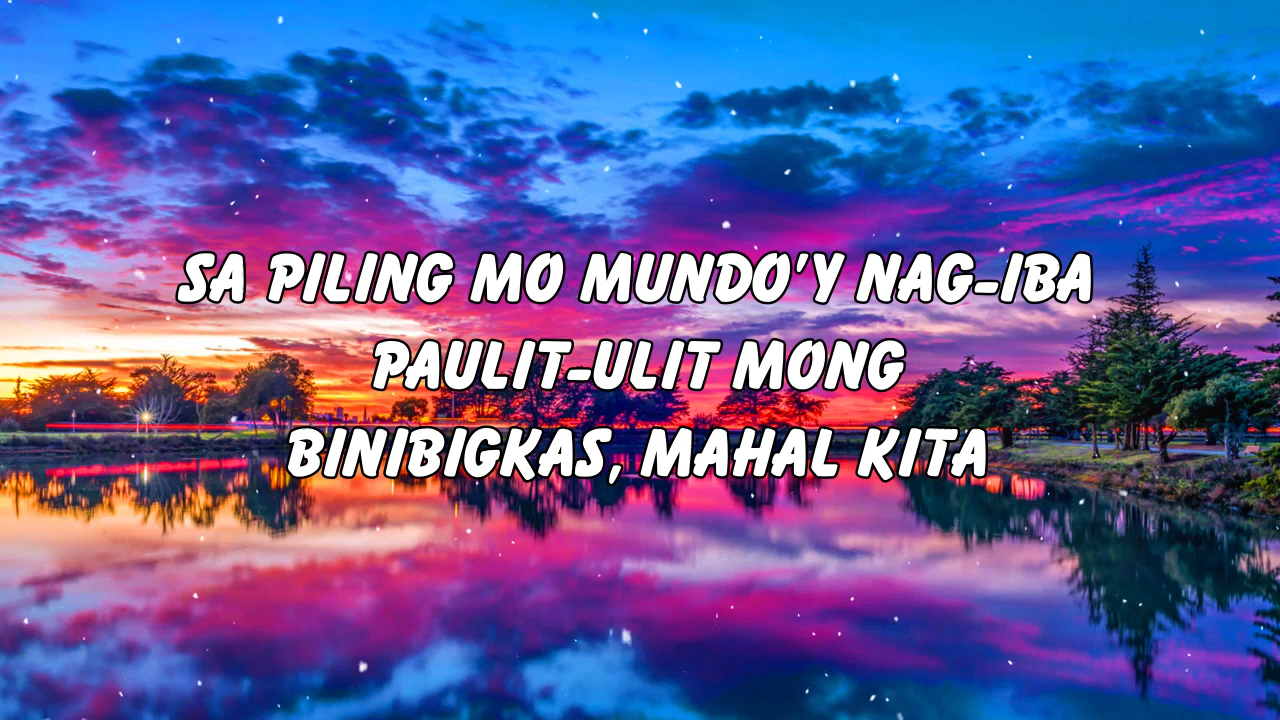 SA PILING MO MUNDO'Y NAG-IBA
PAULIT-ULIT MONG
BINIBIGKAS, MAHAL KITA